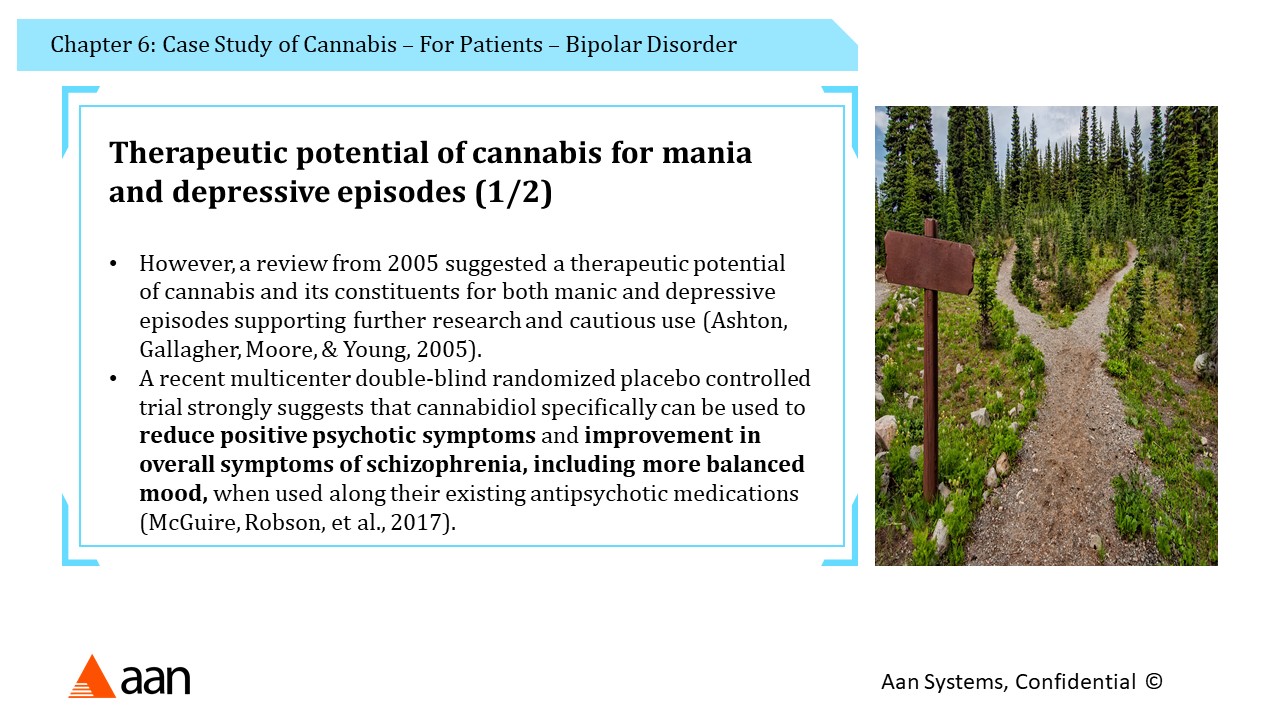 Chapter 6: Case Study of Cannabis – For Patients – Bipolar Disorder
Therapeutic potential of cannabis for mania
and depressive episodes (1/2)
• However, a review from 2005 suggested a therapeutic potential
of cannabis and its constituents for both manic and depressive
episodes supporting further research and cautious use (Ashton,
Gallagher, Moore, & Young, 2005).
• A recent multicenter double-blind randomized placebo controlled
trial strongly suggests that cannabidiol specifically can be used to
reduce positive psychotic symptoms and improvement in
overall symptoms of schizophrenia, including more balanced
mood, when used along their existing antipsychotic medications
(McGuire, Robson, et al., 2017).
aan
Aan Systems, Confidential ©